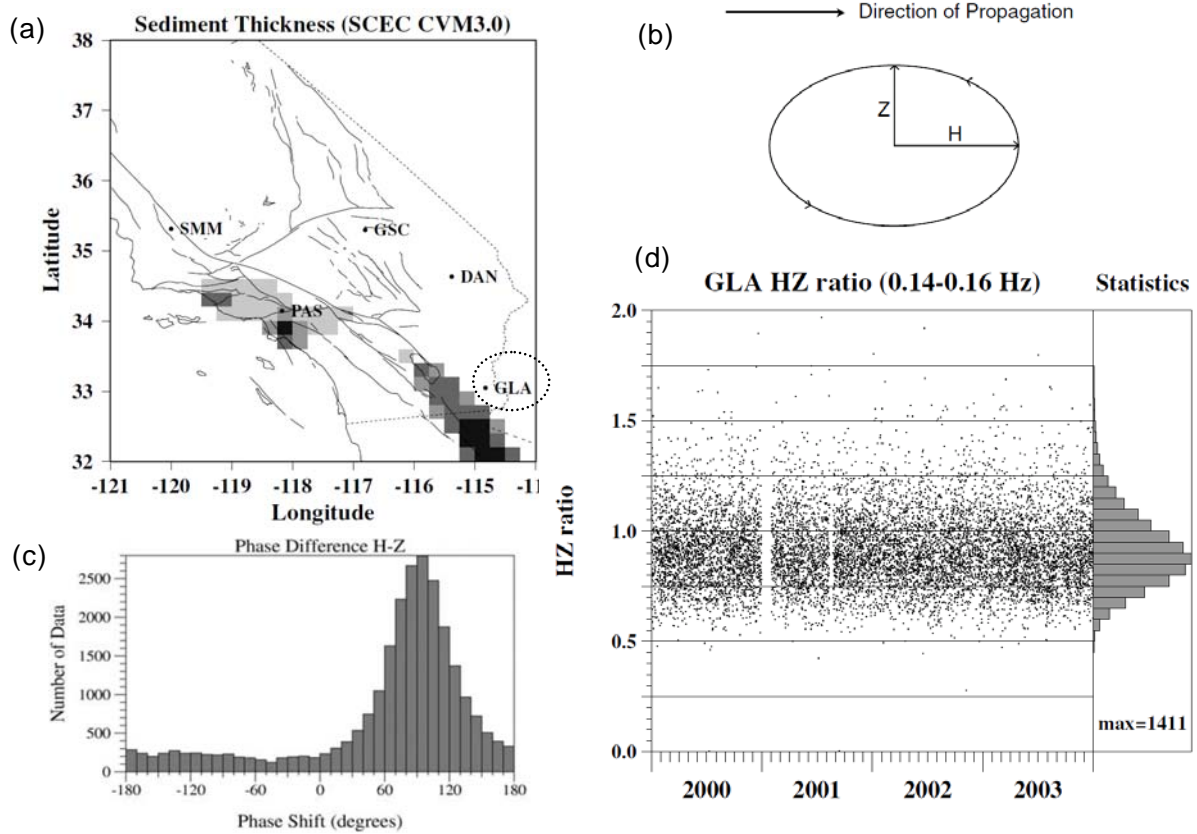 (a)
Sediment Thickness (SCEC CVM3.0)
38
37
36
35
34
33
32
Latitude
SMM
GSC
DAN
PAS
GLA
-121 -120 -119 -118 -117 -116 -115 -11
Longitude
(b)
Direction of Propagation
Z
H
(c)
Phase Difference H-Z
2500
2000
1500
1000
500
0
Number of Data
-180 -120 -60 0 60 120 180
Phase Shift (degrees)
(d)
GLA HZ ratio (0.14-0.16 Hz) Statistics
2.0
1.5
1.0
0.5
0.0
HZ ratio
max=1411
2000 2001 2002 2003